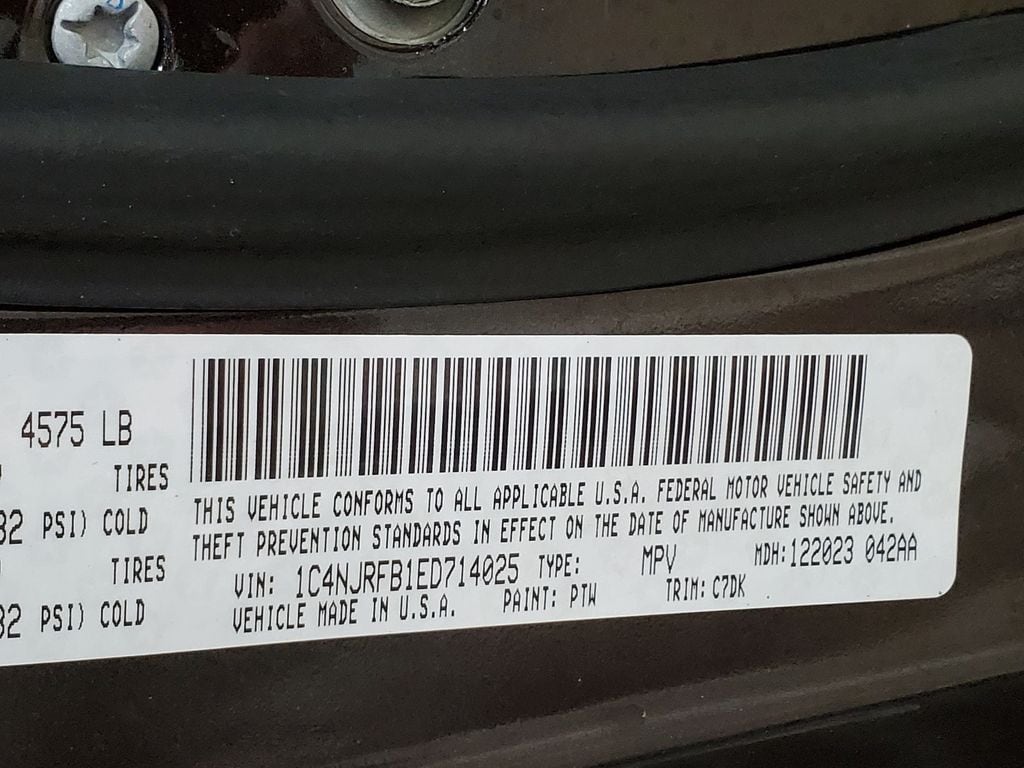 4575 LB
TIRES
THIS VEHICLE CONFORMS TO ALL APPLICABLE U.S.A. FEDERAL MOTOR VEHICLE SAFETY AND
PSI) COLD
THEFT PREVENTION STANDARDS IN EFFECT ON THE DATE OF MANUFACTURE SHOWN ABOVE.
TIRES
VIN: 1C4NJRFB1ED714025 TYPE: MPV MDH:122023 042AA
PSI) COLD
VEHICLE MADE IN U.S.A. PAINT: PTW TRIM: C7DK